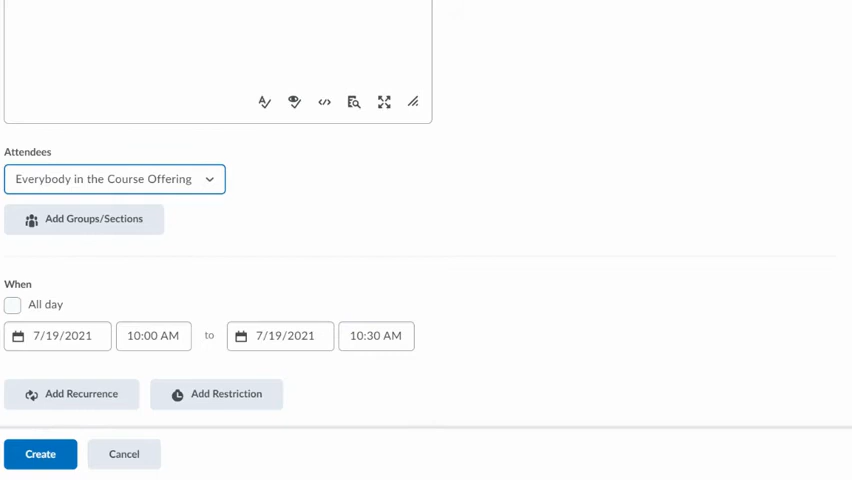 Attendees
Everybody in the Course Offering
Add Groups/Sections
When
All day
7/19/2021 10:00 AM to 7/19/2021 10:30 AM
Add Recurrence Add Restriction
Create Cancel